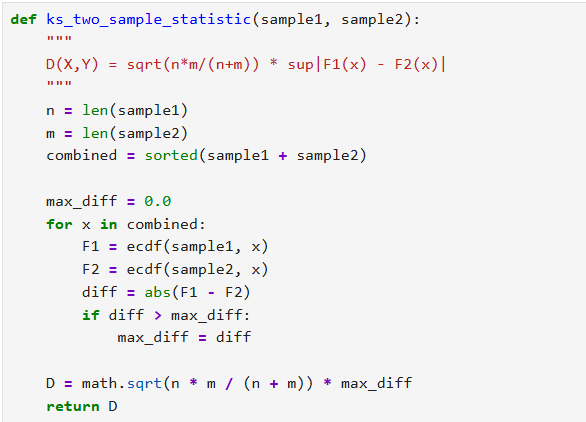 def ks_two_sample_statistic(sample1, sample2):
    """
    D(X,Y) = sqrt(n*m/(n+m)) * sup|F1(x) - F2(x)|
    """
    n = len(sample1)
    m = len(sample2)
    combined = sorted(sample1 + sample2)

    max_diff = 0.0
    for x in combined:
        F1 = ecdf(sample1, x)
        F2 = ecdf(sample2, x)
        diff = abs(F1 - F2)
        if diff > max_diff:
            max_diff = diff

    D = math.sqrt(n * m / (n + m)) * max_diff
    return D